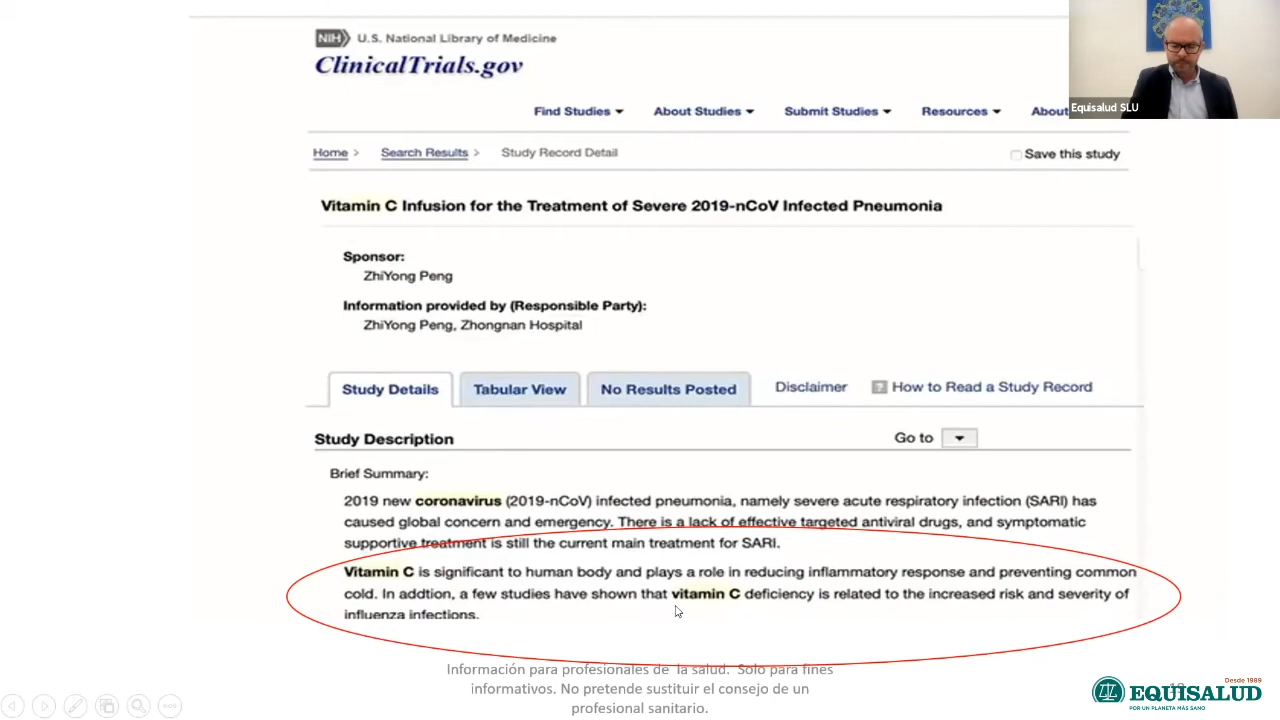 NIH U.S. National Library of Medicine
ClinicalTrials.gov
Equisalud SLU
Find Studies About Studies Submit Studies Resources About
Home > Search Results > Study Record Detail
Save this study
Vitamin C Infusion for the Treatment of Severe 2019-nCoV Infected Pneumonia
Sponsor:
ZhiYong Peng
Information provided by (Responsible Party):
ZhiYong Peng, Zhongnan Hospital
Study Details Tabular View No Results Posted Disclaimer ? How to Read a Study Record
Study Description
Go to
Brief Summary:
2019 new coronavirus (2019-nCoV) infected pneumonia, namely severe acute respiratory infection (SARI) has
caused global concern and emergency. There is a lack of effective targeted antiviral drugs, and symptomatic
supportive treatment is still the current main treatment for SARI.
Vitamin C is significant to human body and plays a role in reducing inflammatory response and preventing common
cold. In addtion, a few studies have shown that vitamin C deficiency is related to the increased risk and severity of
influenza infections.
Información para profesionales de la salud. Solo para fines
informativos. No pretende sustituir el consejo de un
profesional sanitario.
Desde 1989
EQUISALUD
POR UN PLANETA MÁS SANO